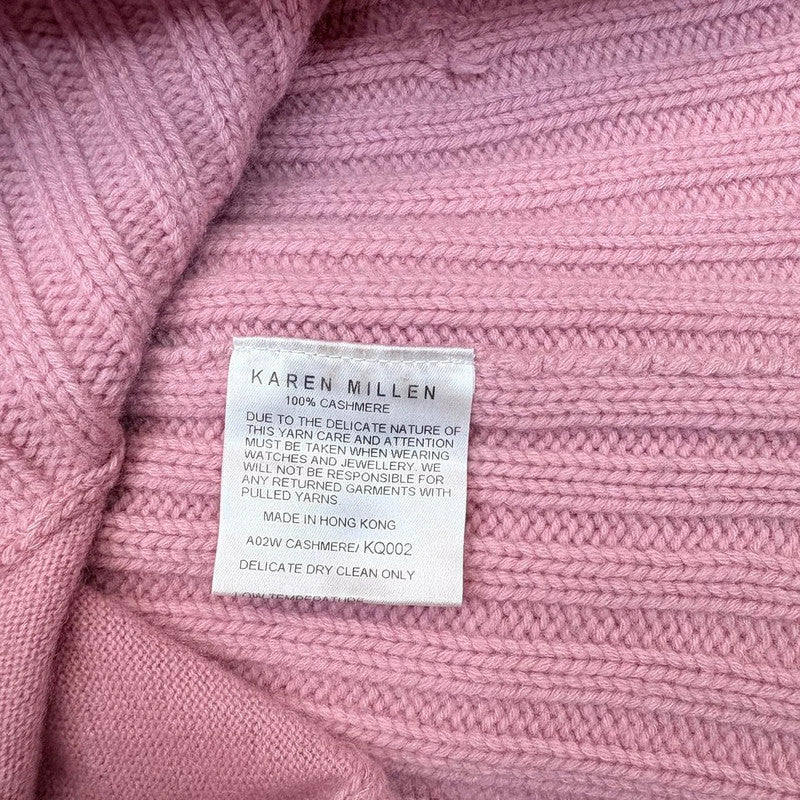 KAREN MILLEN
100% CASHMERE
DUE TO THE DELICATE NATURE OF
THIS YARN CARE AND ATTENTION
MUST BE TAKEN WHEN WEARING
WATCHES AND JEWELLERY. WE
WILL NOT BE RESPONSIBLE FOR
ANY RETURNED GARMENTS WITH
PULLED YARNS
MADE IN HONG KONG
A02W CASHMERE/ KQ002
DELICATE DRY CLEAN ONLY
LOW TEMPERATURE